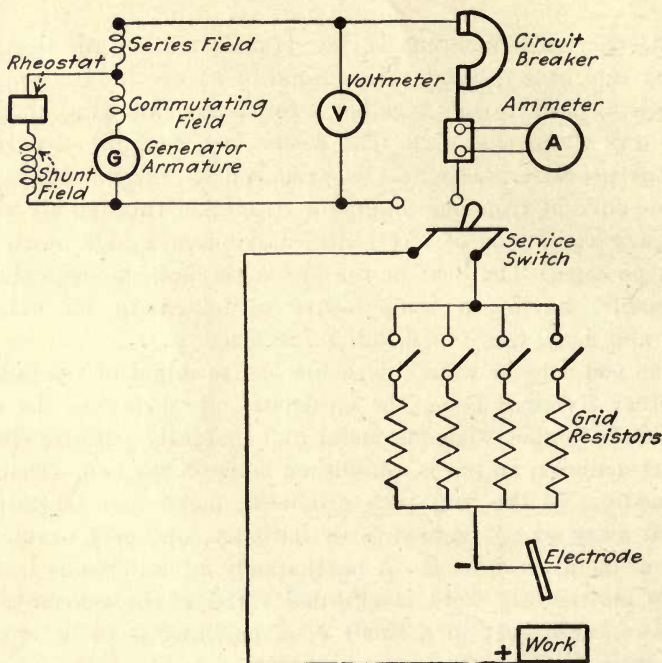 Rheostat
Series Field
Commutating
Field
G
Generator
Armature
Shunt
Field
Voltmeter
V
Circuit
Breaker
Ammeter
A
Service
Switch
Grid
Resistors
-
Electrode
+
Work